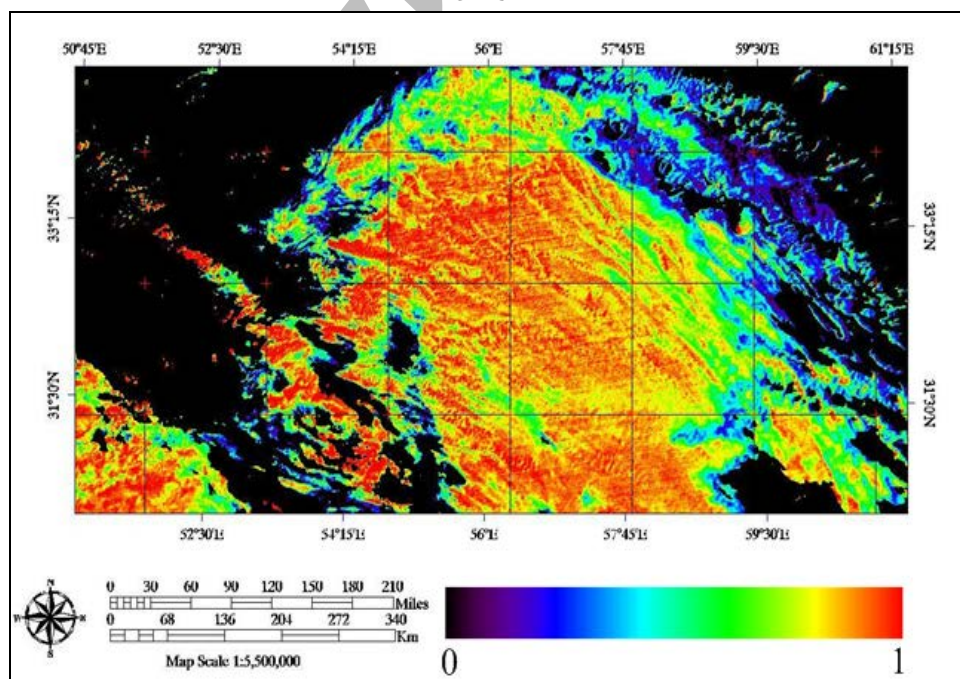 50°45'E 52°30'E 54°15'E 56°E 57°45'E 59°30'E 61°15'E
33°15'N 33°15'N
31°30'N 31°30'N
52°30'E 54°15'E 56°E 57°45'E 59°30'E
N
W
S
0 30 60 90 120 150 180 210
Miles
0 68 136 204 272 340
Km
Map Scale 1:5,500,000
0 1